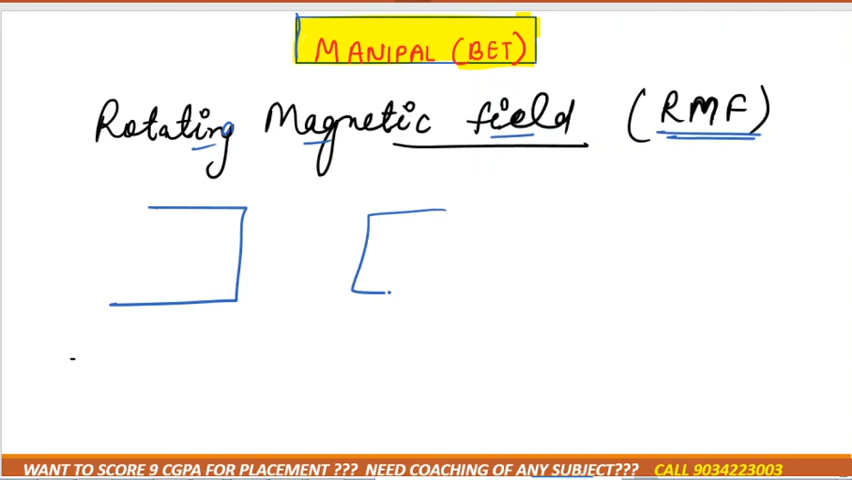 MANIPAL (BET)
Rotating Magnetic field (RMF)
WANT TO SCORE 9 CGPA FOR PLACEMENT ??? NEED COACHING OF ANY SUBJECT??? CALL 9034223003